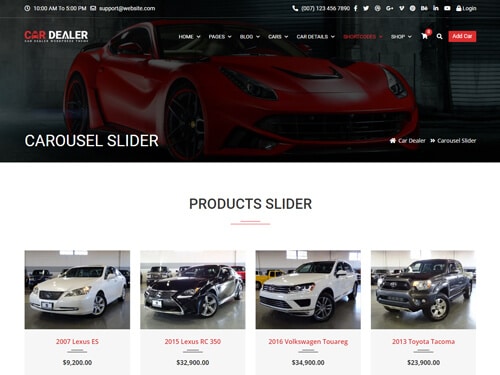 10:00 AM To 5:00 PM support@website.com (007) 123 456 7890 Login
CAR DEALER
CAR DEALER WORDPRESS THEME
HOME PAGES BLOG CARS CAR DETAILS SHORTCODES SHOP 0 Add Car
CAROUSEL SLIDER
Car Dealer » Carousel Slider
PRODUCTS SLIDER
2007 Lexus ES 2015 Lexus RC 350 2016 Volkswagen Touareg 2013 Toyota Tacoma
$9,200.00 $32,900.00 $34,900.00 $23,900.00